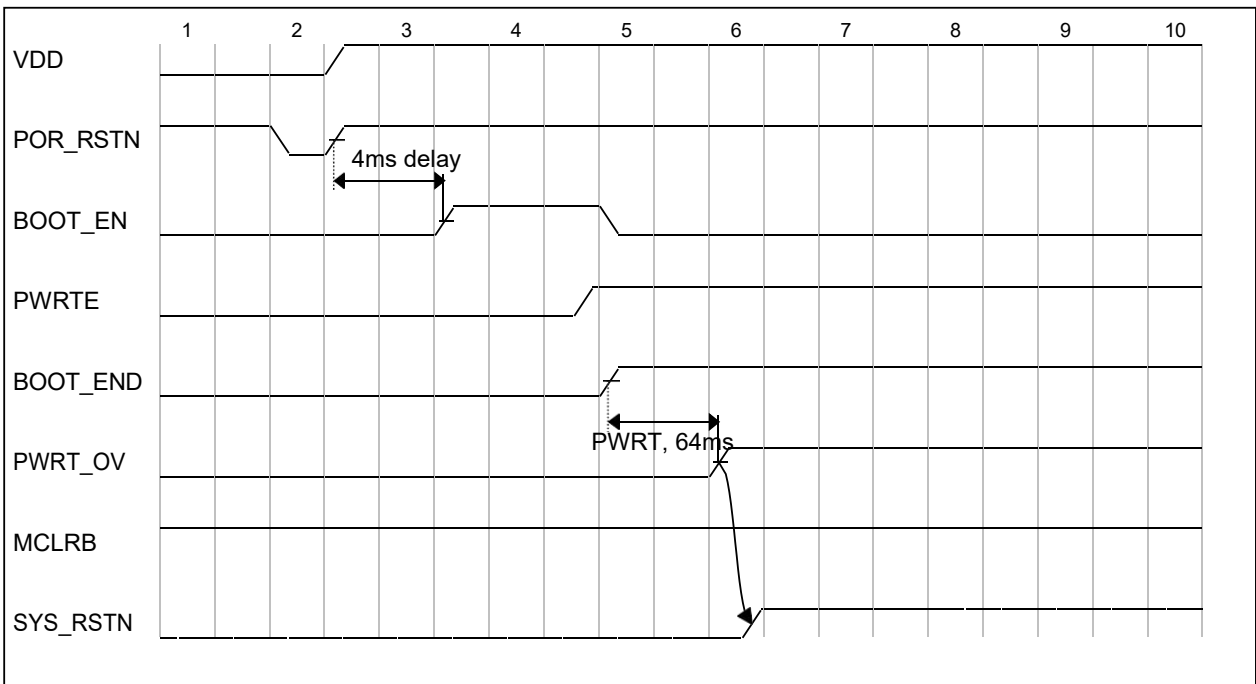 1 2 3 4 5 6 7 8 9 10
VDD
POR_RSTN
4ms delay
BOOT_EN
PWRTE
BOOT_END
PWRT, 64ms
PWRT_OV
MCLRB
SYS_RSTN